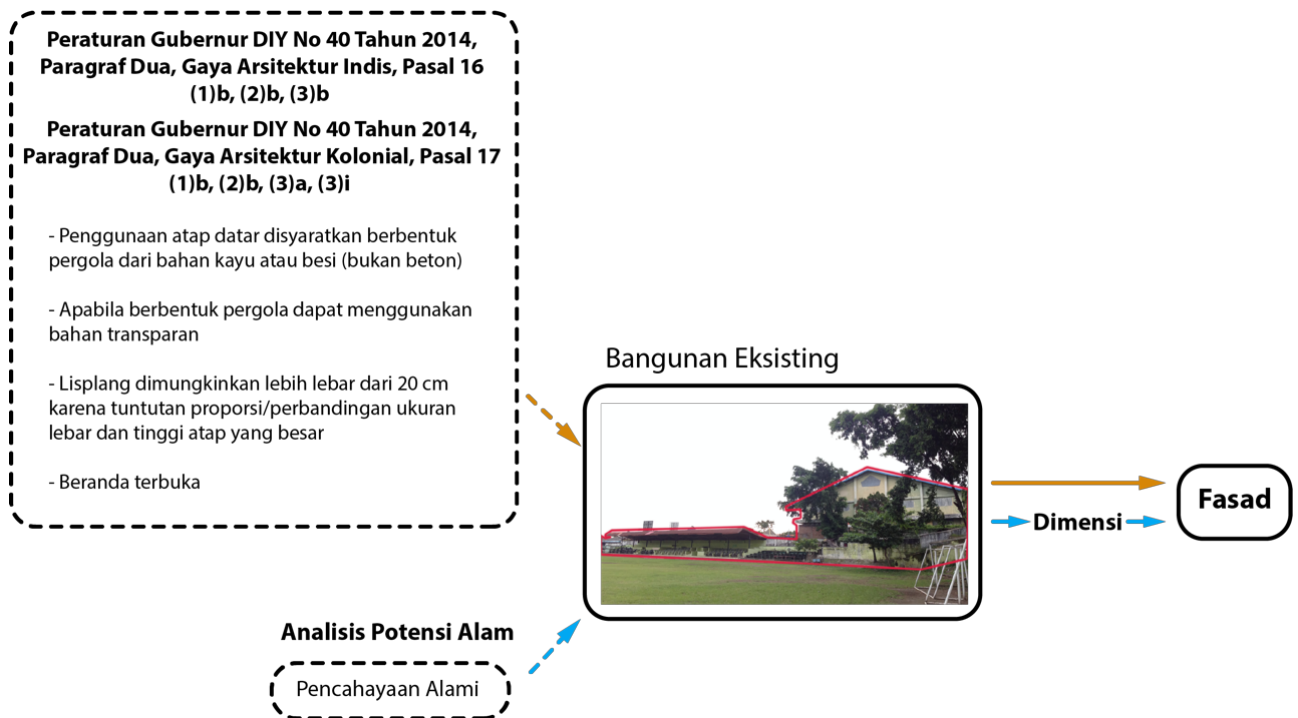 Peraturan Gubernur DIY No 40 Tahun 2014,
Paragraf Dua, Gaya Arsitektur Indis, Pasal 16
(1)b, (2)b, (3)b
Peraturan Gubernur DIY No 40 Tahun 2014,
Paragraf Dua, Gaya Arsitektur Kolonial, Pasal 17
(1)b, (2)b, (3)a, (3)i
- Penggunaan atap datar disyaratkan berbentuk
pergola dari bahan kayu atau besi (bukan beton)
- Apabila berbentuk pergola dapat menggunakan
bahan transparan
- Lisplang dimungkinkan lebih lebar dari 20 cm
karena tuntutan proporsi/perbandingan ukuran
lebar dan tinggi atap yang besar
- Beranda terbuka
Bangunan Eksisting
Dimensi
Fasad
Analisis Potensi Alam
Pencahayaan Alami